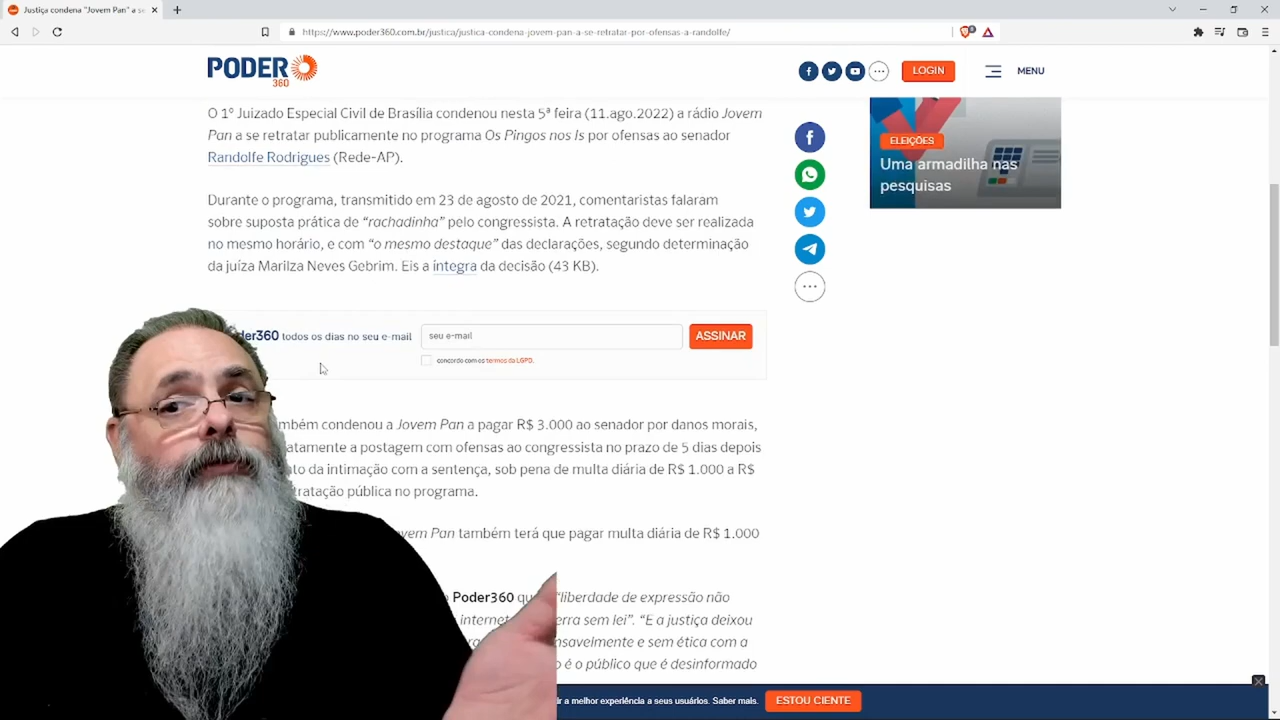 Justiça condena "Jovem Pan" a se
https://www.poder360.com.br/justica/justica-condena-jovem-pan-a-se-retratar-por-ofensas-a-randolfe/
PODER
360
LOGIN
MENU
O 1º Juizado Especial Civil de Brasília condenou nesta 5ª feira (11.ago.2022) a rádio Jovem
Pan a se retratar publicamente no programa Os Pingos nos Is por ofensas ao senador
Randolfe Rodrigues (Rede-AP).
Durante o programa, transmitido em 23 de agosto de 2021, comentaristas falaram
sobre suposta prática de “rachadinha” pelo congressista. A retratação deve ser realizada
no mesmo horário, e com “o mesmo destaque” das declarações, segundo determinação
da juíza Marilza Neves Gebrim. Eis a íntegra da decisão (43 KB).
ELEIÇÕES
Uma armadilha nas
pesquisas
der360 todos os dias no seu e-mail
seu e-mail
ASSINAR
concordo com os termos da LGPD.
mbém condenou a Jovem Pan a pagar R$ 3.000 ao senador por danos morais,
atamente a postagem com ofensas ao congressista no prazo de 5 dias depois
to da intimação com a sentença, sob pena de multa diária de R$ 1.000 a R$
tratação pública no programa.
ovem Pan também terá que pagar multa diária de R$ 1.000
Poder360 que “liberdade de expressão não
internet erra sem lei”. “E a justiça deixou
nsavelmente e sem ética com a
o é o público que é desinformado
ir a melhor experiência a seus usuários. Saber mais.
ESTOU CIENTE